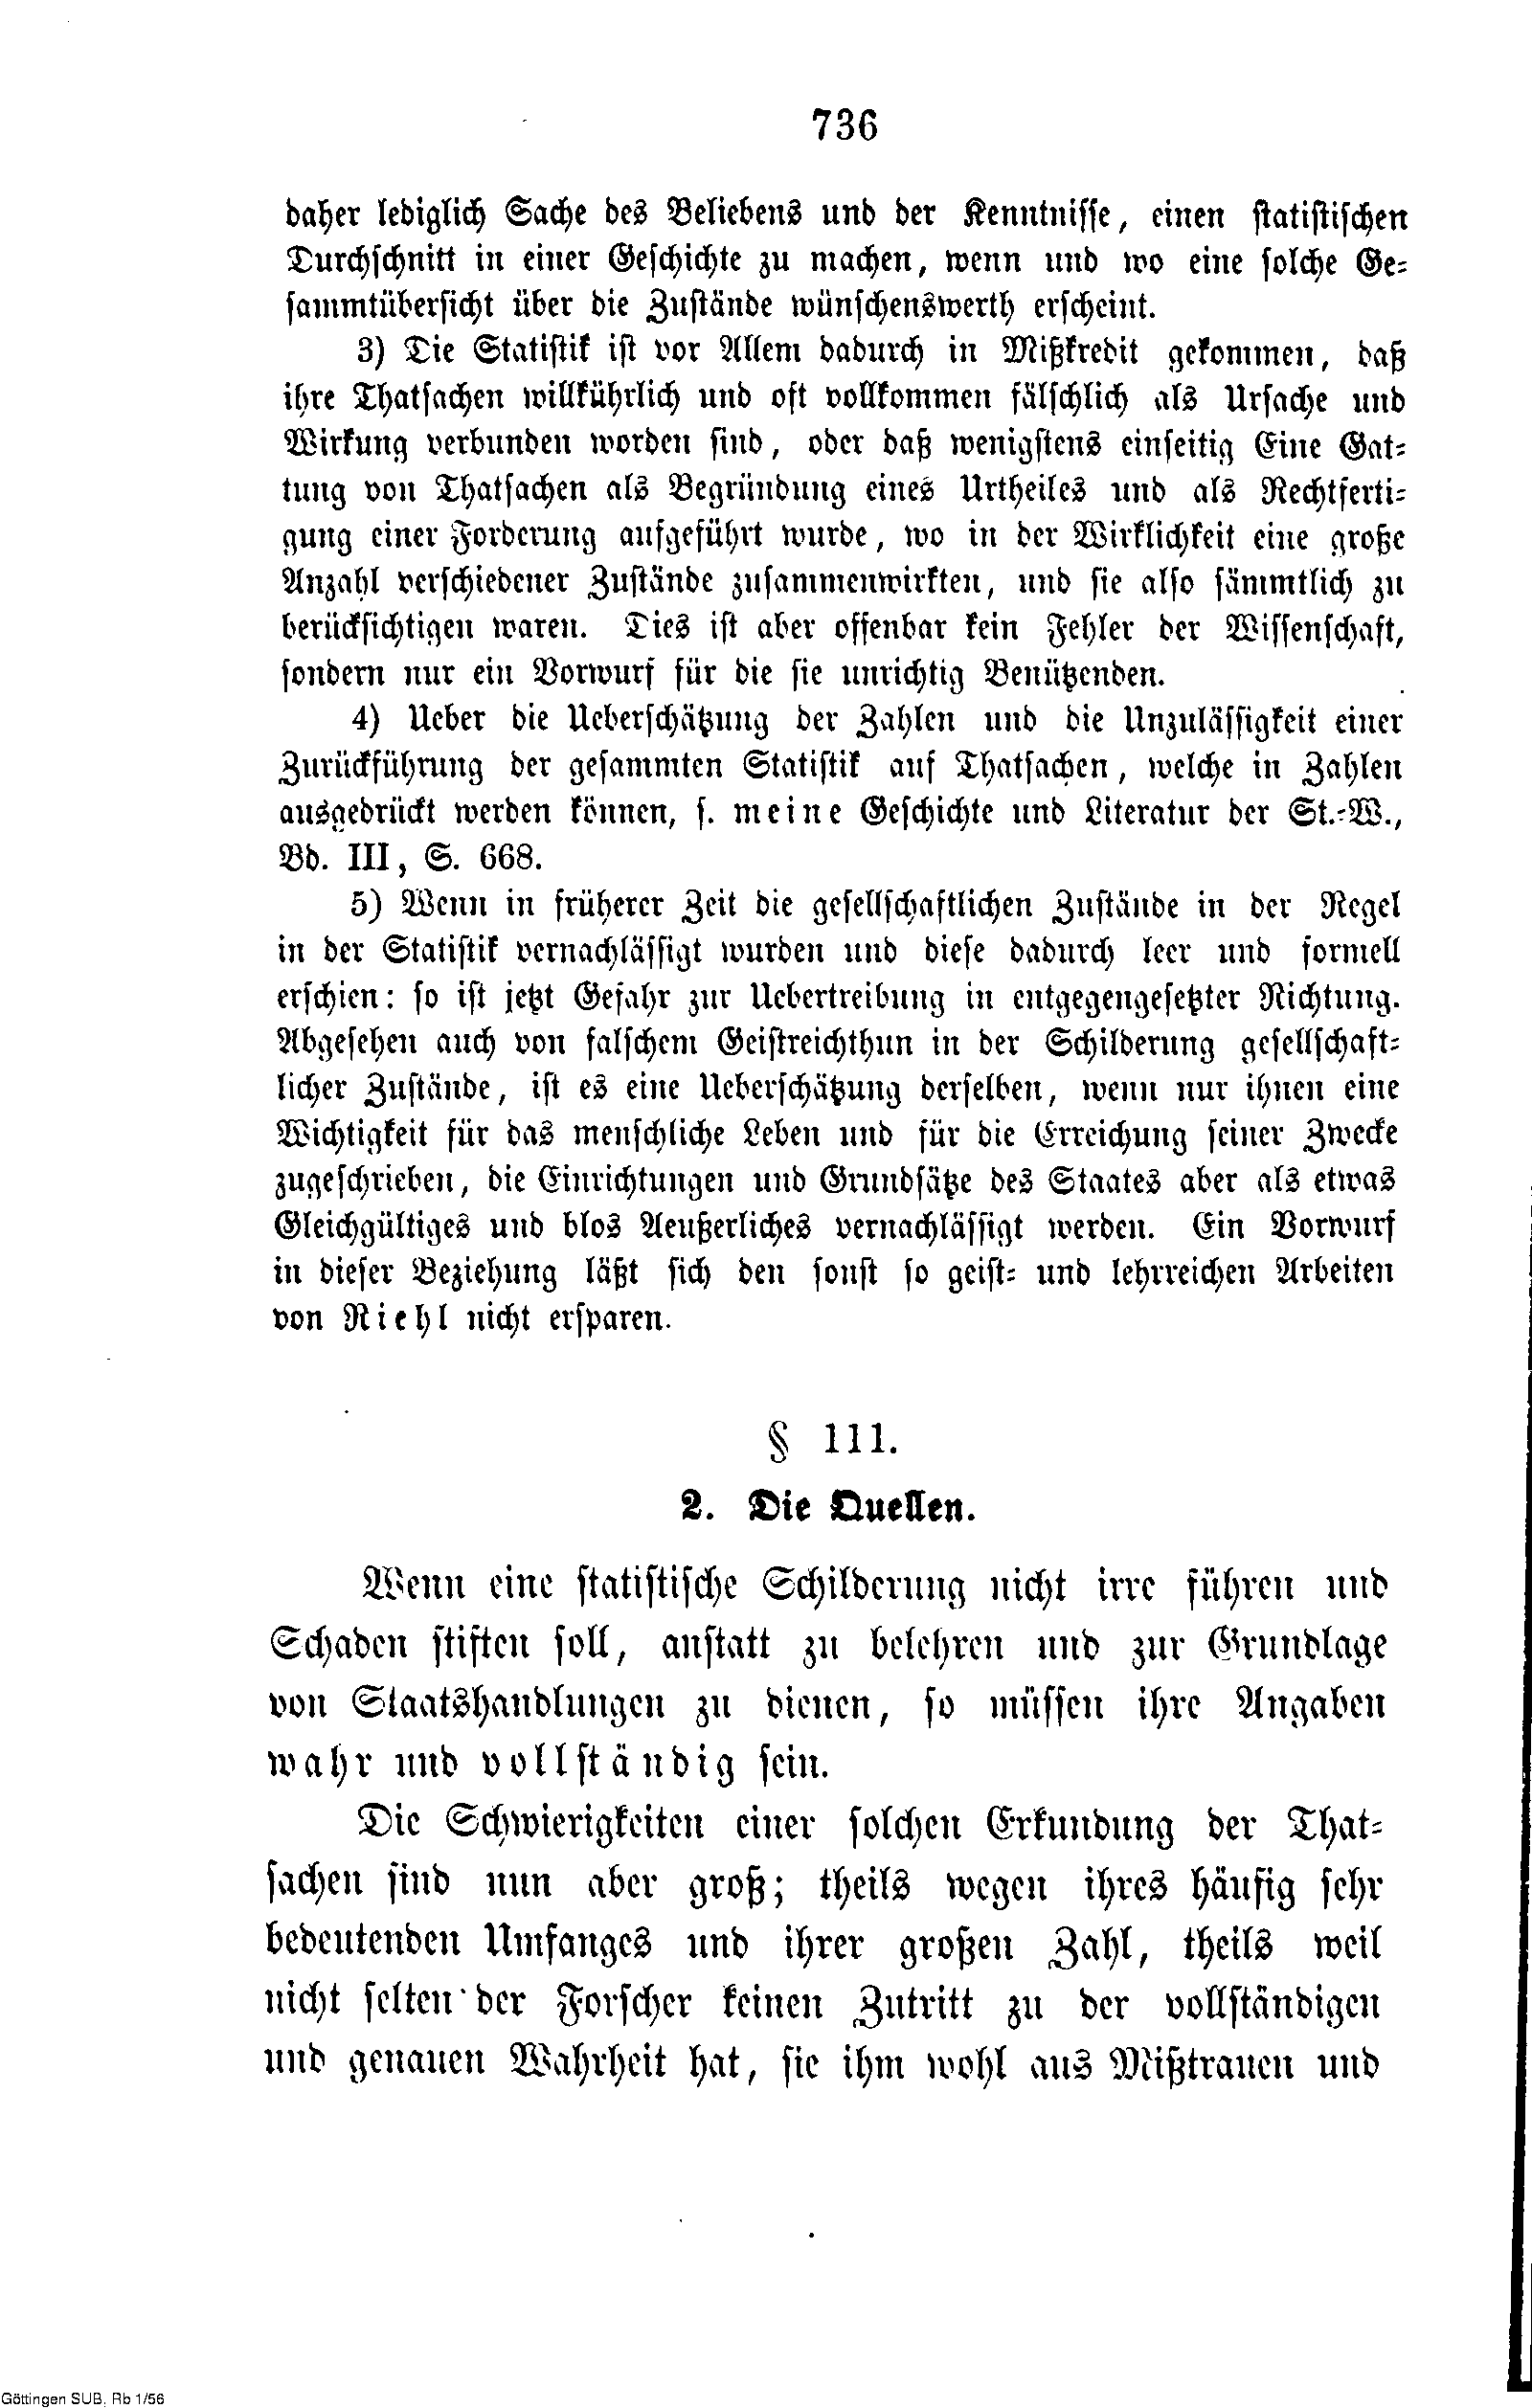 736
daher lediglich Sache des Beliebens und der Kenntnisse, einen statistischen
Durchschnitt in einer Geschichte zu machen, wenn und wo eine solche Ge-
sammtübersicht über die Zustände wünschenswerth erscheint.
3) Die Statistik ist vor Allem dadurch in Mißkredit gekommen, daß
ihre Thatsachen willkührlich und oft vollkommen fälschlich als Ursache und
Wirkung verbunden worden sind, oder daß wenigstens einseitig Eine Gat-
tung von Thatsachen als Begründung eines Urtheiles und als Rechtferti-
gung einer Forderung aufgeführt wurde, wo in der Wirklichkeit eine große
Anzahl verschiedener Zustände zusammenwirkten, und sie also sämmtlich zu
berücksichtigen waren. Dies ist aber offenbar kein Fehler der Wissenschaft,
sondern nur ein Vorwurf für die sie unrichtig Benützenden.
4) Ueber die Ueberschätzung der Zahlen und die Unzulässigkeit einer
Zurückführung der gesammten Statistik auf Thatsachen, welche in Zahlen
ausgedrückt werden können, s. meine Geschichte und Literatur der St.-W.,
Bd. III, S. 668.
5) Wenn in früherer Zeit die gesellschaftlichen Zustände in der Regel
in der Statistik vernachlässigt wurden und diese dadurch leer und formell
erschien: so ist jetzt Gefahr zur Uebertreibung in entgegengesetzter Richtung.
Abgesehen auch von falschem Geistreichthun in der Schilderung gesellschaft-
licher Zustände, ist es eine Ueberschätzung derselben, wenn nur ihnen eine
Wichtigkeit für das menschliche Leben und für die Erreichung seiner Zwecke
zugeschrieben, die Einrichtungen und Grundsätze des Staates aber als etwas
Gleichgültiges und blos Aeußerliches vernachlässigt werden. Ein Vorwurf
in dieser Beziehung läßt sich den sonst so geist- und lehrreichen Arbeiten
von Riehl nicht ersparen.
§ 111.
2. Die Quellen.
Wenn eine statistische Schilderung nicht irre führen und
Schaden stiften soll, anstatt zu belehren und zur Grundlage
von Staatshandlungen zu dienen, so müssen ihre Angaben
wahr und vollständig sein.
Die Schwierigkeiten einer solchen Erkundung der That-
sachen sind nun aber groß; theils wegen ihres häufig sehr
bedeutenden Umfanges und ihrer großen Zahl, theils weil
nicht selten der Forscher keinen Zutritt zu der vollständigen
und genauen Wahrheit hat, sie ihm wohl aus Mißtrauen und
Göttingen SUB, Rb 1/56